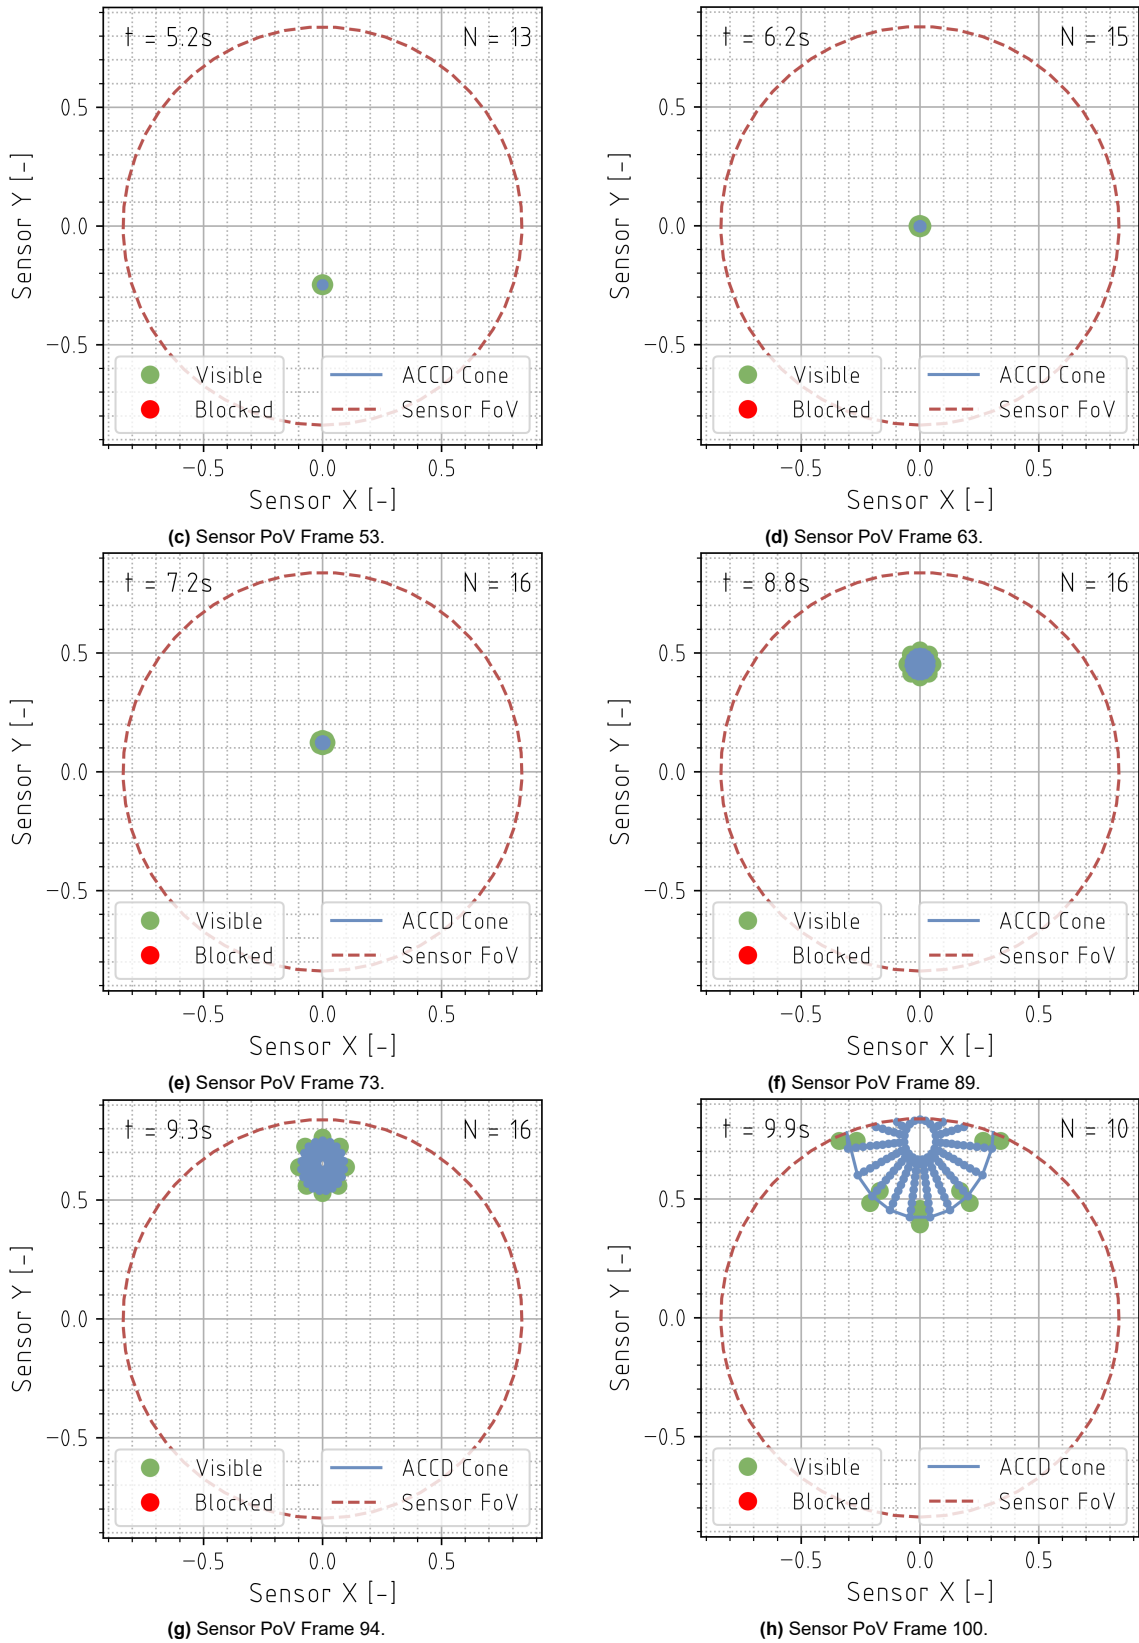 t = 5.2s N = 13
0.5
0.0
−0.5
Sensor Y [-]
Visible ACCD Cone
Blocked Sensor FoV
−0.5 0.0 0.5
Sensor X [-]
(c) Sensor PoV Frame 53.
t = 6.2s N = 15
0.5
0.0
−0.5
Sensor Y [-]
Visible ACCD Cone
Blocked Sensor FoV
−0.5 0.0 0.5
Sensor X [-]
(d) Sensor PoV Frame 63.
t = 7.2s N = 16
0.5
0.0
−0.5
Sensor Y [-]
Visible ACCD Cone
Blocked Sensor FoV
−0.5 0.0 0.5
Sensor X [-]
(e) Sensor PoV Frame 73.
t = 8.8s N = 16
0.5
0.0
−0.5
Sensor Y [-]
Visible ACCD Cone
Blocked Sensor FoV
−0.5 0.0 0.5
Sensor X [-]
(f) Sensor PoV Frame 89.
t = 9.3s N = 16
0.5
0.0
−0.5
Sensor Y [-]
Visible ACCD Cone
Blocked Sensor FoV
−0.5 0.0 0.5
Sensor X [-]
(g) Sensor PoV Frame 94.
t = 9.9s N = 10
0.5
0.0
−0.5
Sensor Y [-]
Visible ACCD Cone
Blocked Sensor FoV
−0.5 0.0 0.5
Sensor X [-]
(h) Sensor PoV Frame 100.